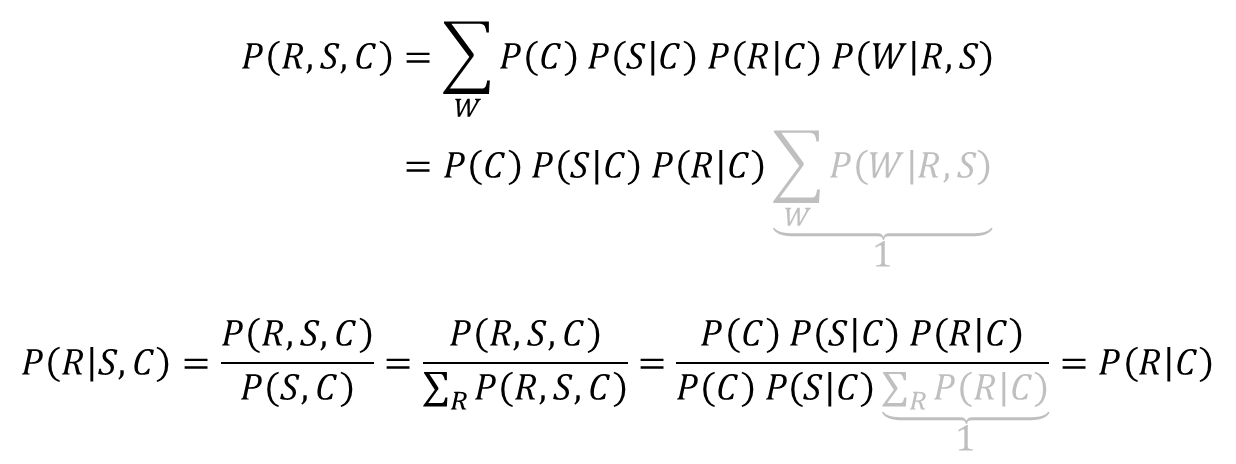 P(R, S, C) = ∑_W P(C) P(S|C) P(R|C) P(W|R, S)
= P(C) P(S|C) P(R|C) ∑_W P(W|R, S)
1
P(R|S, C) = P(R, S, C) / P(S, C) = P(R, S, C) / ∑_R P(R, S, C) = P(C) P(S|C) P(R|C) / P(C) P(S|C) ∑_R P(R|C) = P(R|C)
1